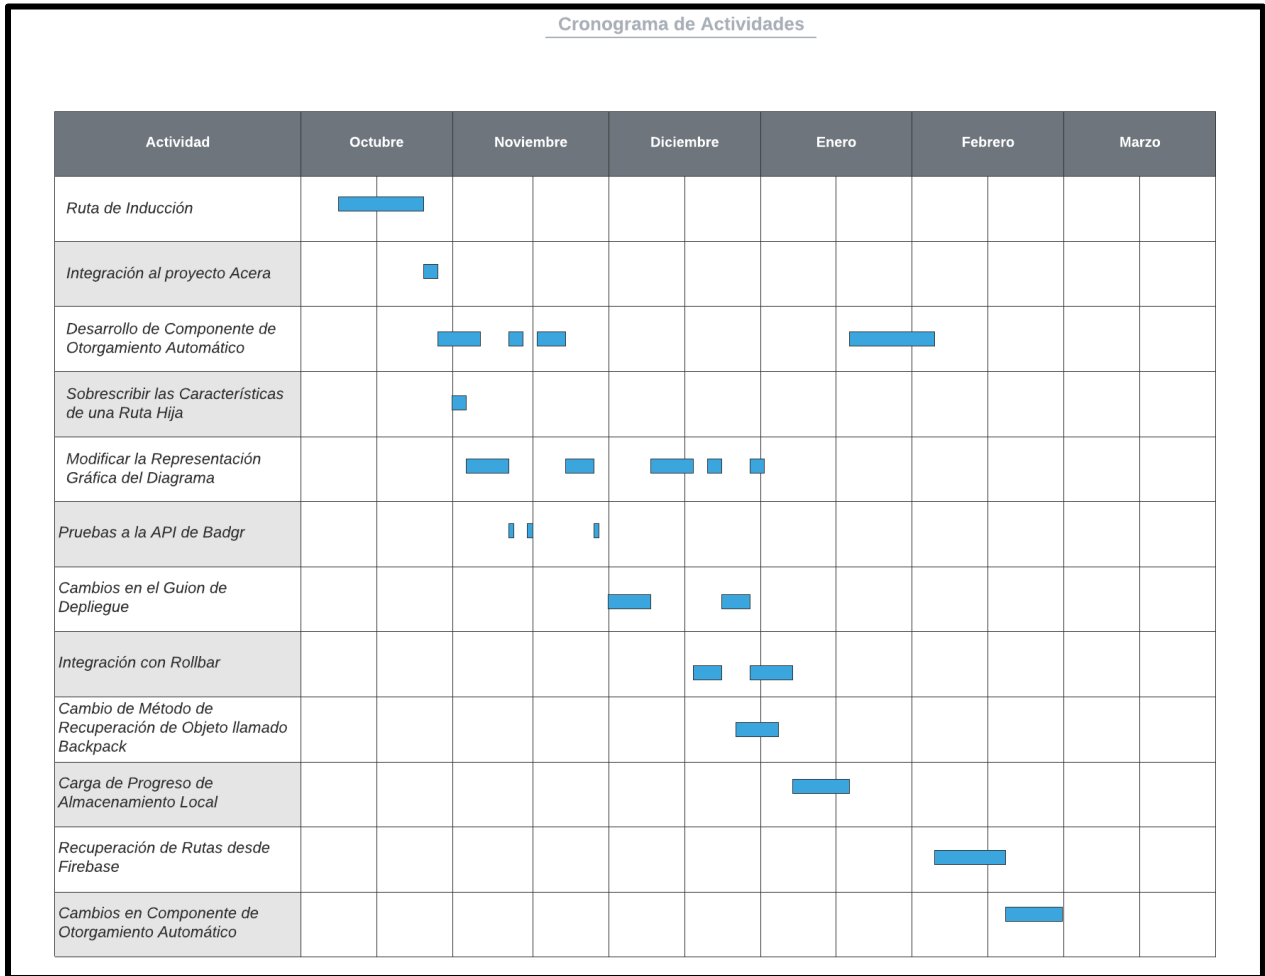 Cronograma de Actividades
Actividad Octubre Noviembre Diciembre Enero Febrero Marzo
Ruta de Inducción
Integración al proyecto Acera
Desarrollo de Componente de
Otorgamiento Automático
Sobrescribir las Características
de una Ruta Hija
Modificar la Representación
Gráfica del Diagrama
Pruebas a la API de Badgr
Cambios en el Guion de
Depliegue
Integración con Rollbar
Cambio de Método de
Recuperación de Objeto llamado
Backpack
Carga de Progreso de
Almacenamiento Local
Recuperación de Rutas desde
Firebase
Cambios en Componente de
Otorgamiento Automático